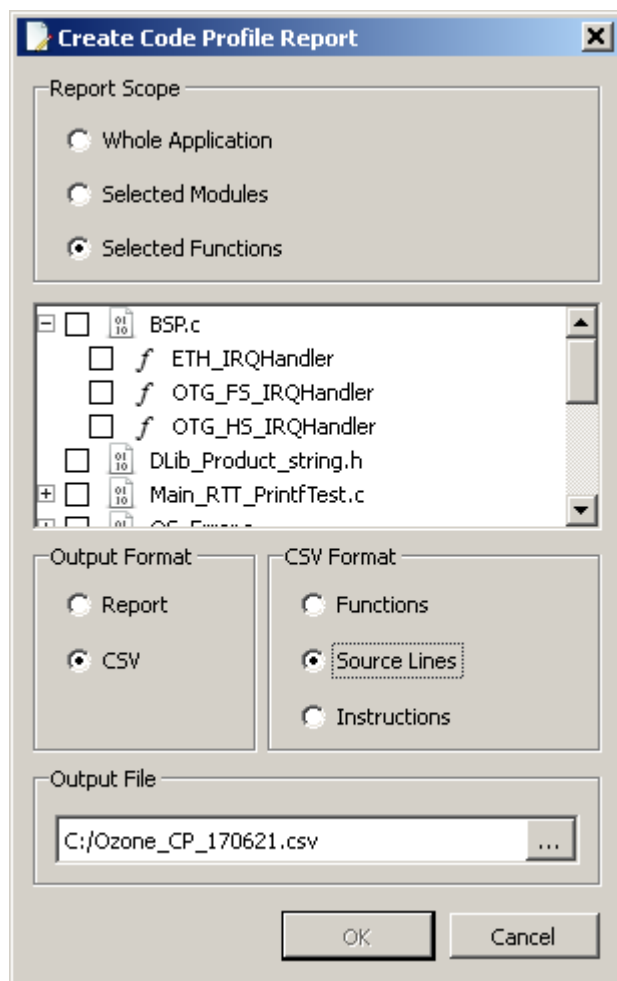 Create Code Profile Report
Report Scope
Whole Application
Selected Modules
Selected Functions
BSP.c
ETH_IRQHandler
OTG_FS_IRQHandler
OTG_HS_IRQHandler
DLib_Product_string.h
Main_RTT_PrintfTest.c
Output Format
CSV Format
Report
Functions
CSV
Source Lines
Instructions
Output File
C:/Ozone_CP_170621.csv
...
OK
Cancel